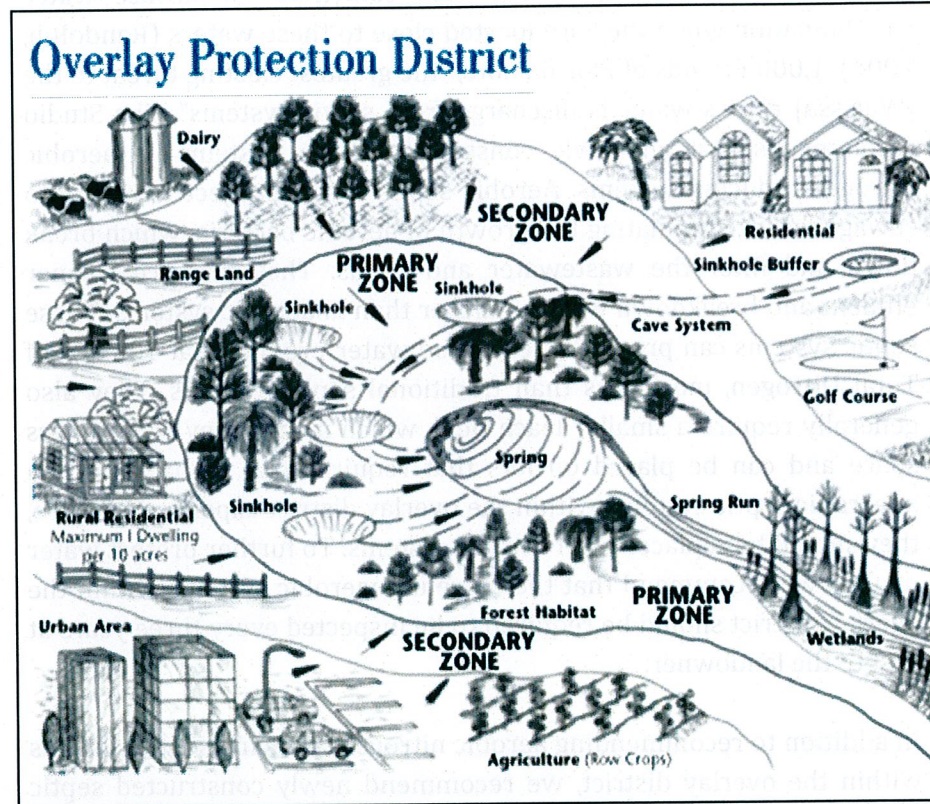 Overlay Protection District
Dairy
SECONDARY
ZONE
Residential
PRIMARY
ZONE
Range Land
Sinkhole
Sinkhole
Sinkhole Buffer
Cave System
Golf Course
Spring
Sinkhole
Spring Run
Rural Residential
Maximum 1 Dwelling
per 10 acres
Forest Habitat
PRIMARY
ZONE
Wetlands
Urban Area
SECONDARY
ZONE
Agriculture (Row Crops)